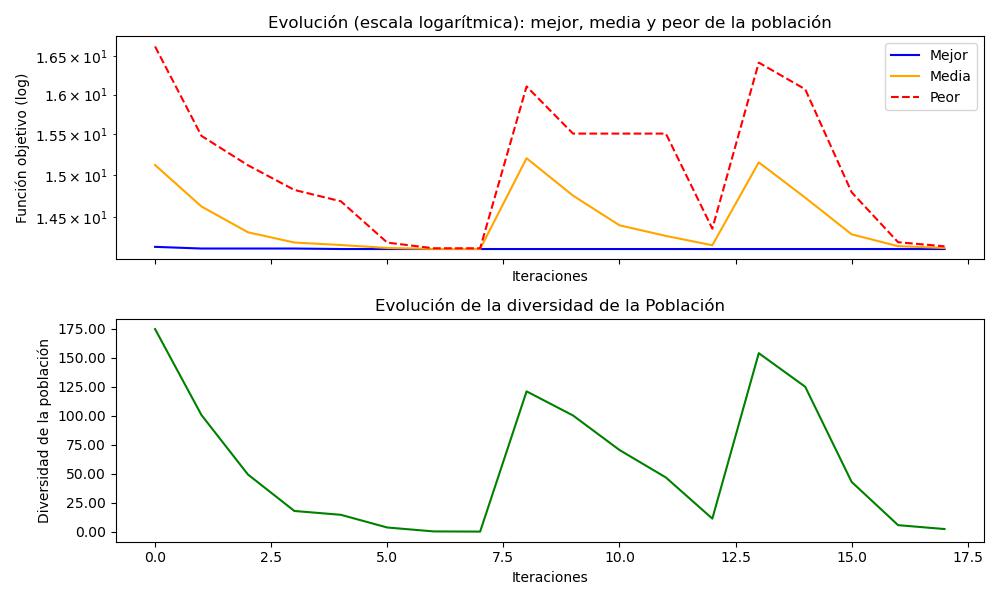 Evolución (escala logarítmica): mejor, media y peor de la población
Función objetivo (log)
1.65 × 10¹
1.6 × 10¹
1.55 × 10¹
1.5 × 10¹
1.45 × 10¹
Mejor
Media
Peor
Iteraciones
Evolución de la diversidad de la Población
Diversidad de la población
175.00
150.00
125.00
100.00
75.00
50.00
25.00
0.00
0.0 2.5 5.0 7.5 10.0 12.5 15.0 17.5
Iteraciones